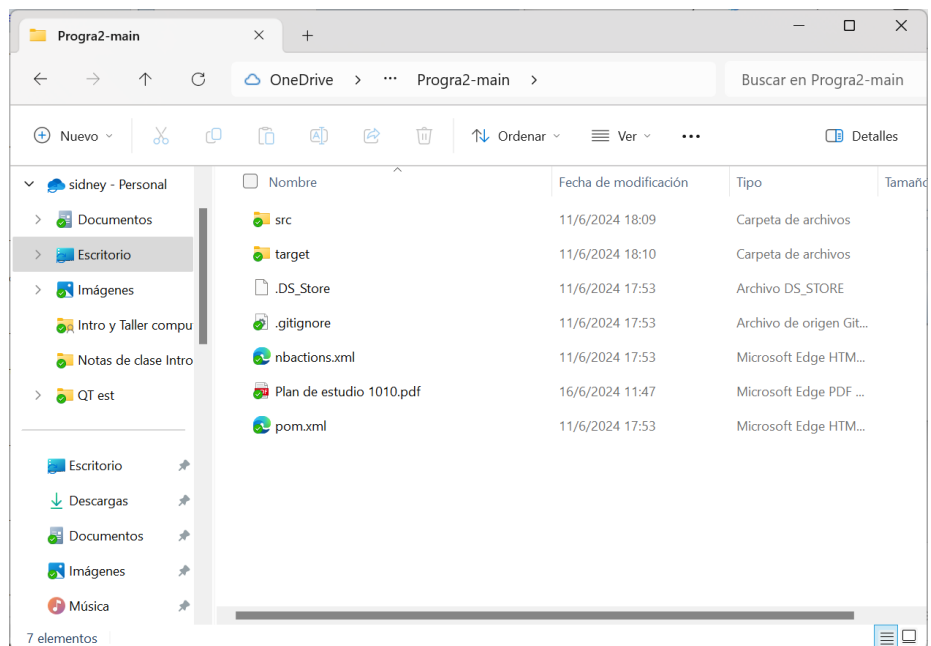 Progra2-main
OneDrive > ··· Progra2-main > Buscar en Progra2-main
Nuevo Ordenar Ver ··· Detalles
sidney - Personal
Documentos
Escritorio
Imágenes
Intro y Taller compu
Notas de clase Intro
QT est
Escritorio
Descargas
Documentos
Imágenes
Música
Nombre Fecha de modificación Tipo Tamaño
src 11/6/2024 18:09 Carpeta de archivos
target 11/6/2024 18:10 Carpeta de archivos
.DS_Store 11/6/2024 17:53 Archivo DS_STORE
.gitignore 11/6/2024 17:53 Archivo de origen Git...
nbactions.xml 11/6/2024 17:53 Microsoft Edge HTM...
Plan de estudio 1010.pdf 16/6/2024 11:47 Microsoft Edge PDF ...
pom.xml 11/6/2024 17:53 Microsoft Edge HTM...
7 elementos